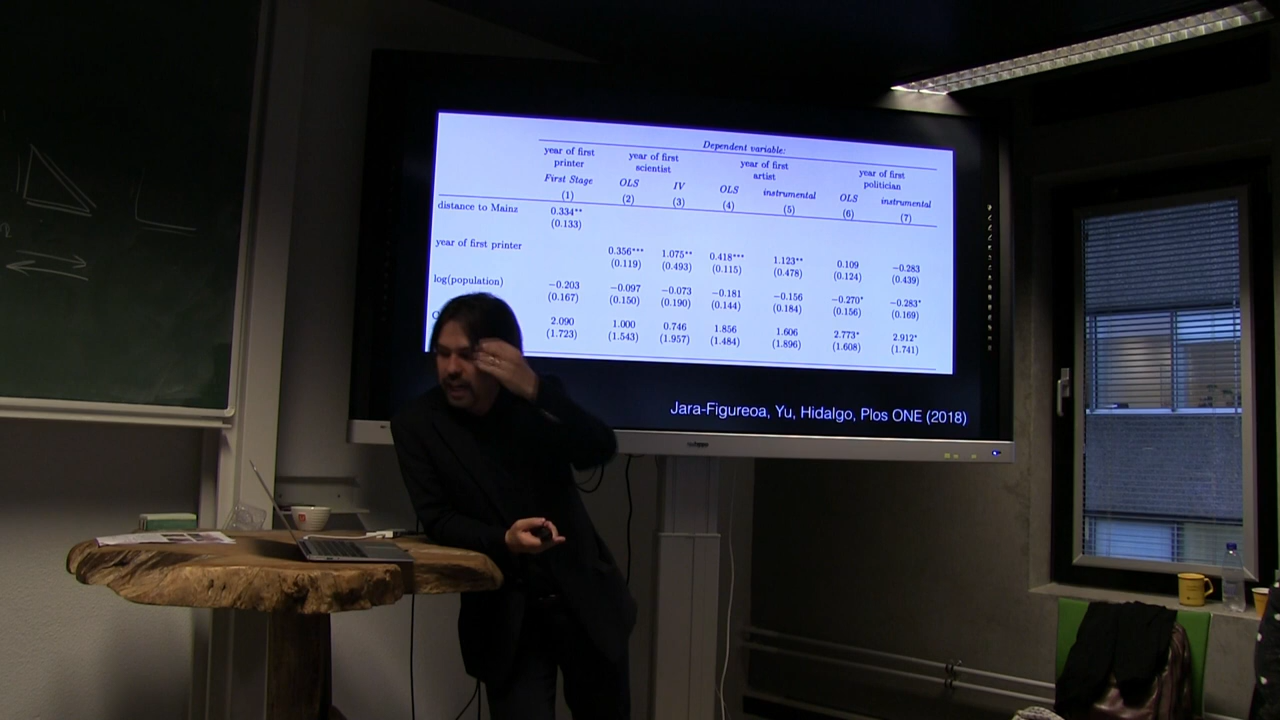 Dependent variable:
year of first printer year of first scientist year of first artist year of first politician
First Stage OLS IV OLS instrumental OLS instrumental
(1) (2) (3) (4) (5) (6) (7)
distance to Mainz 0.334**
(0.133)
year of first printer 0.356*** 1.075** 0.418*** 1.123** 0.109 −0.283
(0.119) (0.493) (0.115) (0.478) (0.124) (0.439)
log(population) −0.203 −0.097 −0.073 −0.181 −0.156 −0.270* −0.283*
(0.167) (0.150) (0.190) (0.144) (0.184) (0.156) (0.169)
2.090 1.000 0.746 1.856 1.606 2.773* 2.912*
(1.723) (1.543) (1.957) (1.484) (1.896) (1.608) (1.741)
Jara-Figureoa, Yu, Hidalgo, Plos ONE (2018)